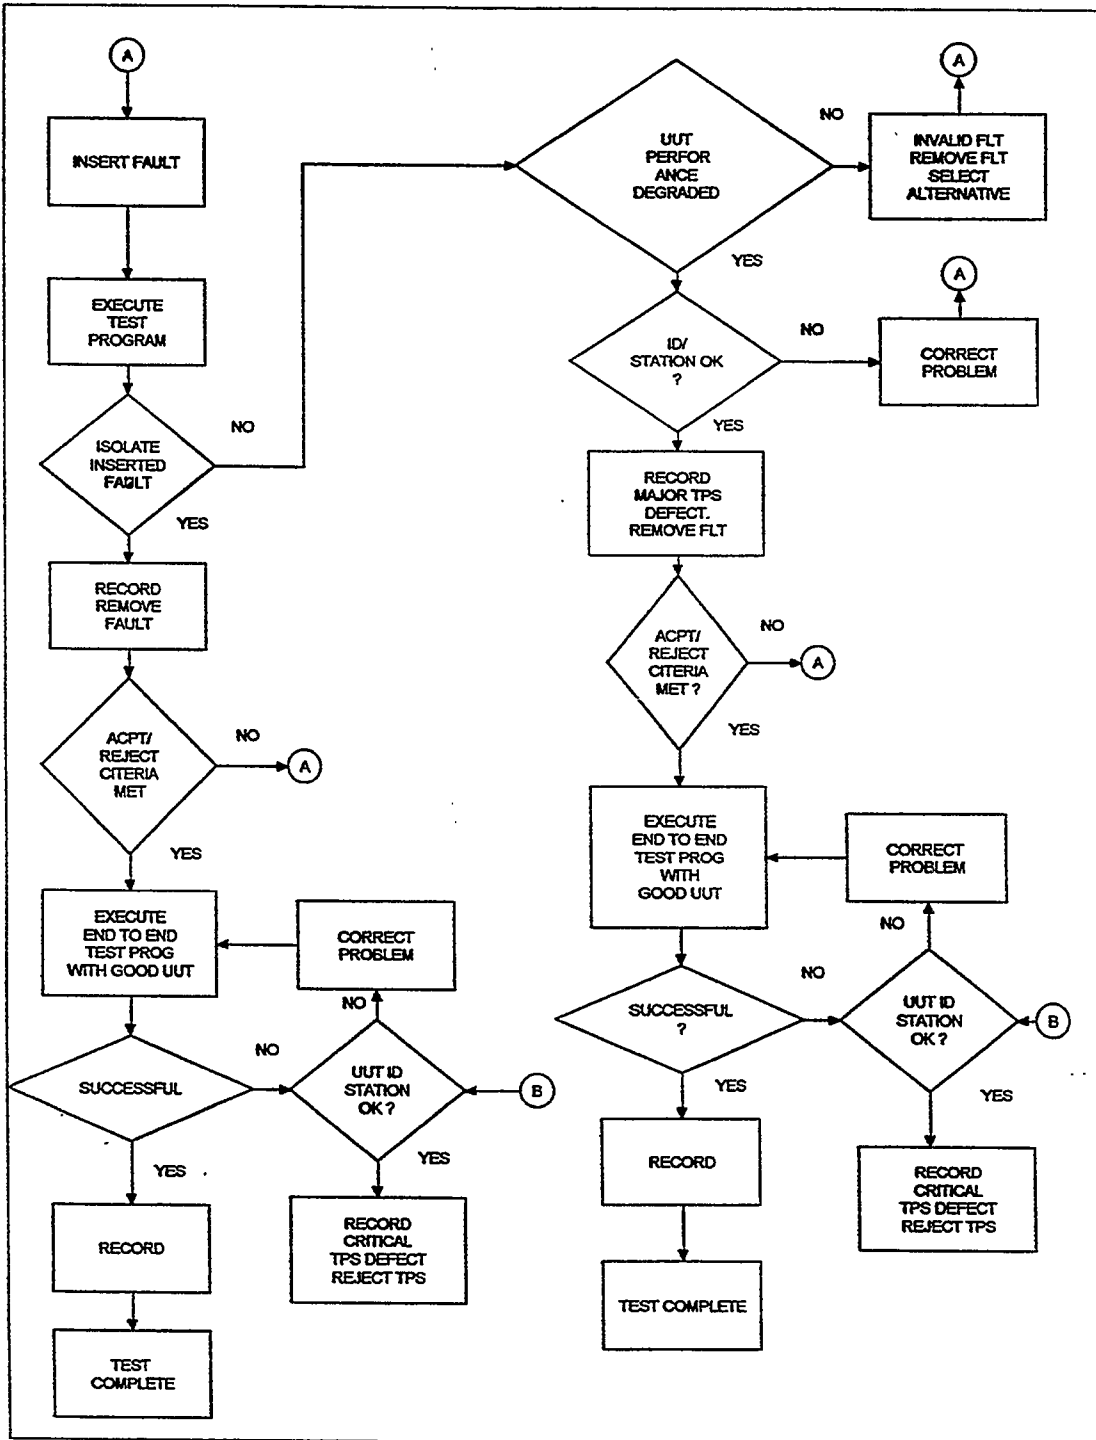 A
INSERT FAULT
EXECUTE
TEST
PROGRAM
ISOLATE
INSERTED
FAULT
NO
YES
RECORD
REMOVE
FAULT
ACPT/
REJECT
CITERIA
MET
NO
A
YES
EXECUTE
END TO END
TEST PROG
WITH GOOD UUT
CORRECT
PROBLEM
NO
SUCCESSFUL
NO
UUT ID
STATION
OK ?
B
YES
YES
RECORD
RECORD
CRITICAL
TPS DEFECT
REJECT TPS
TEST
COMPLETE
UUT
PERFOR
ANCE
DEGRADED
NO
A
INVALID FLT
REMOVE FLT
SELECT
ALTERNATIVE
YES
ID/
STATION OK
?
NO
A
CORRECT
PROBLEM
YES
RECORD
MAJOR TPS
DEFECT.
REMOVE FLT
ACPT/
REJECT
CITERIA
MET ?
NO
A
YES
EXECUTE
END TO END
TEST PROG
WITH
GOOD UUT
CORRECT
PROBLEM
NO
SUCCESSFUL
?
NO
UUT ID
STATION
OK ?
B
YES
YES
RECORD
RECORD
CRITICAL
TPS DEFECT
REJECT TPS
TEST COMPLETE